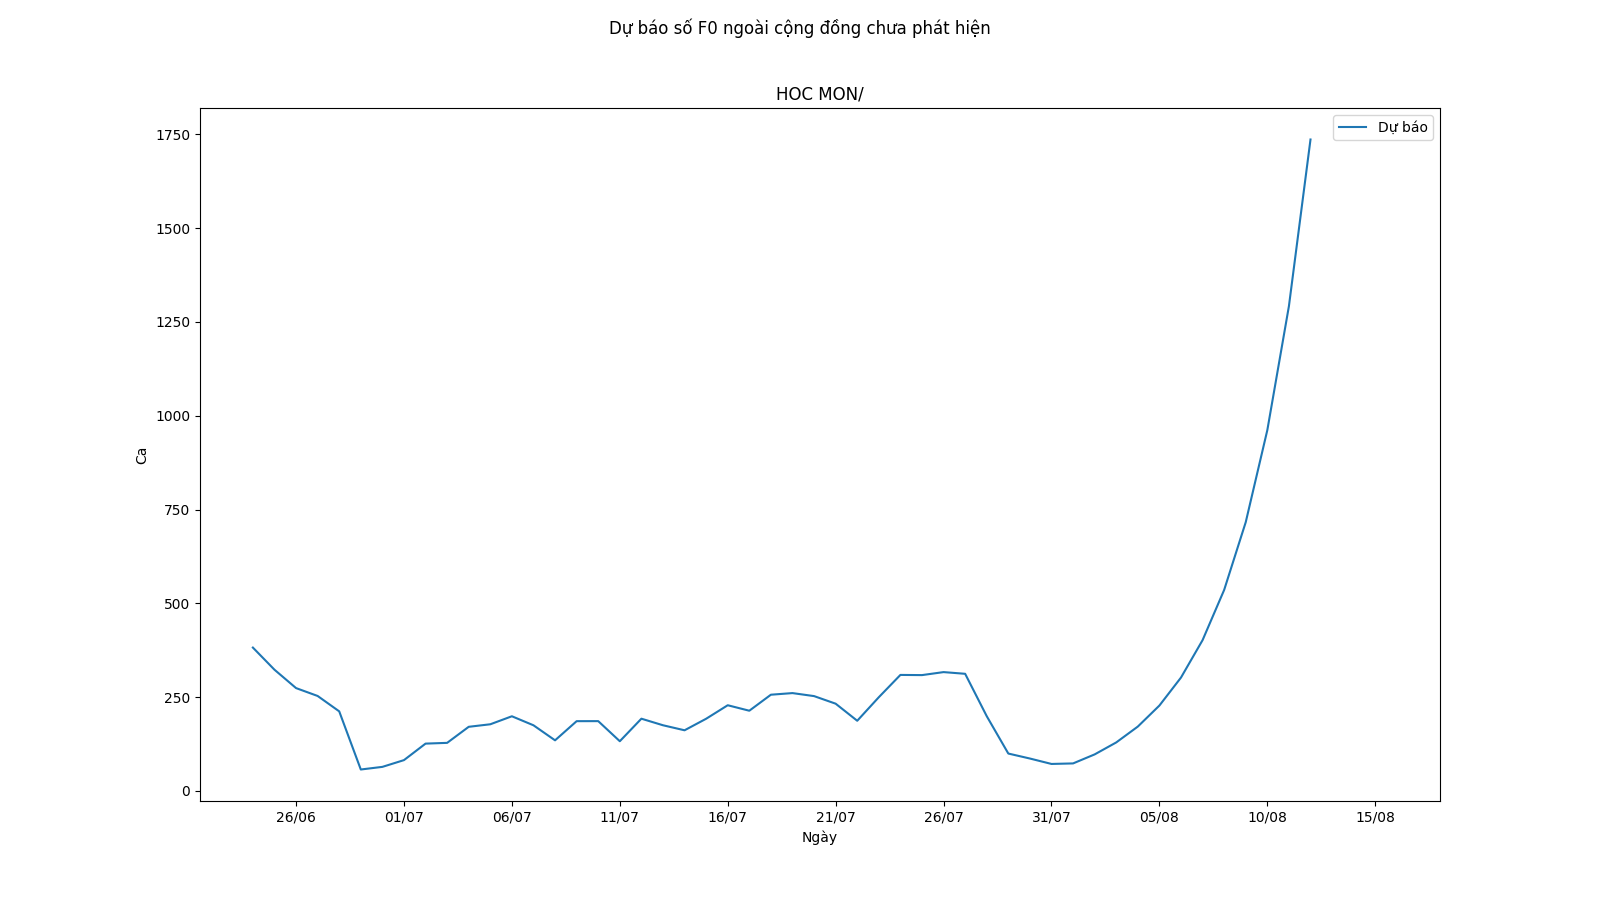 Dự báo số F0 ngoài cộng đồng chưa phát hiện
HOC MON/
Dự báo
1750
1500
1250
1000
750
500
250
0
Ca
26/06 01/07 06/07 11/07 16/07 21/07 26/07 31/07 05/08 10/08 15/08
Ngày